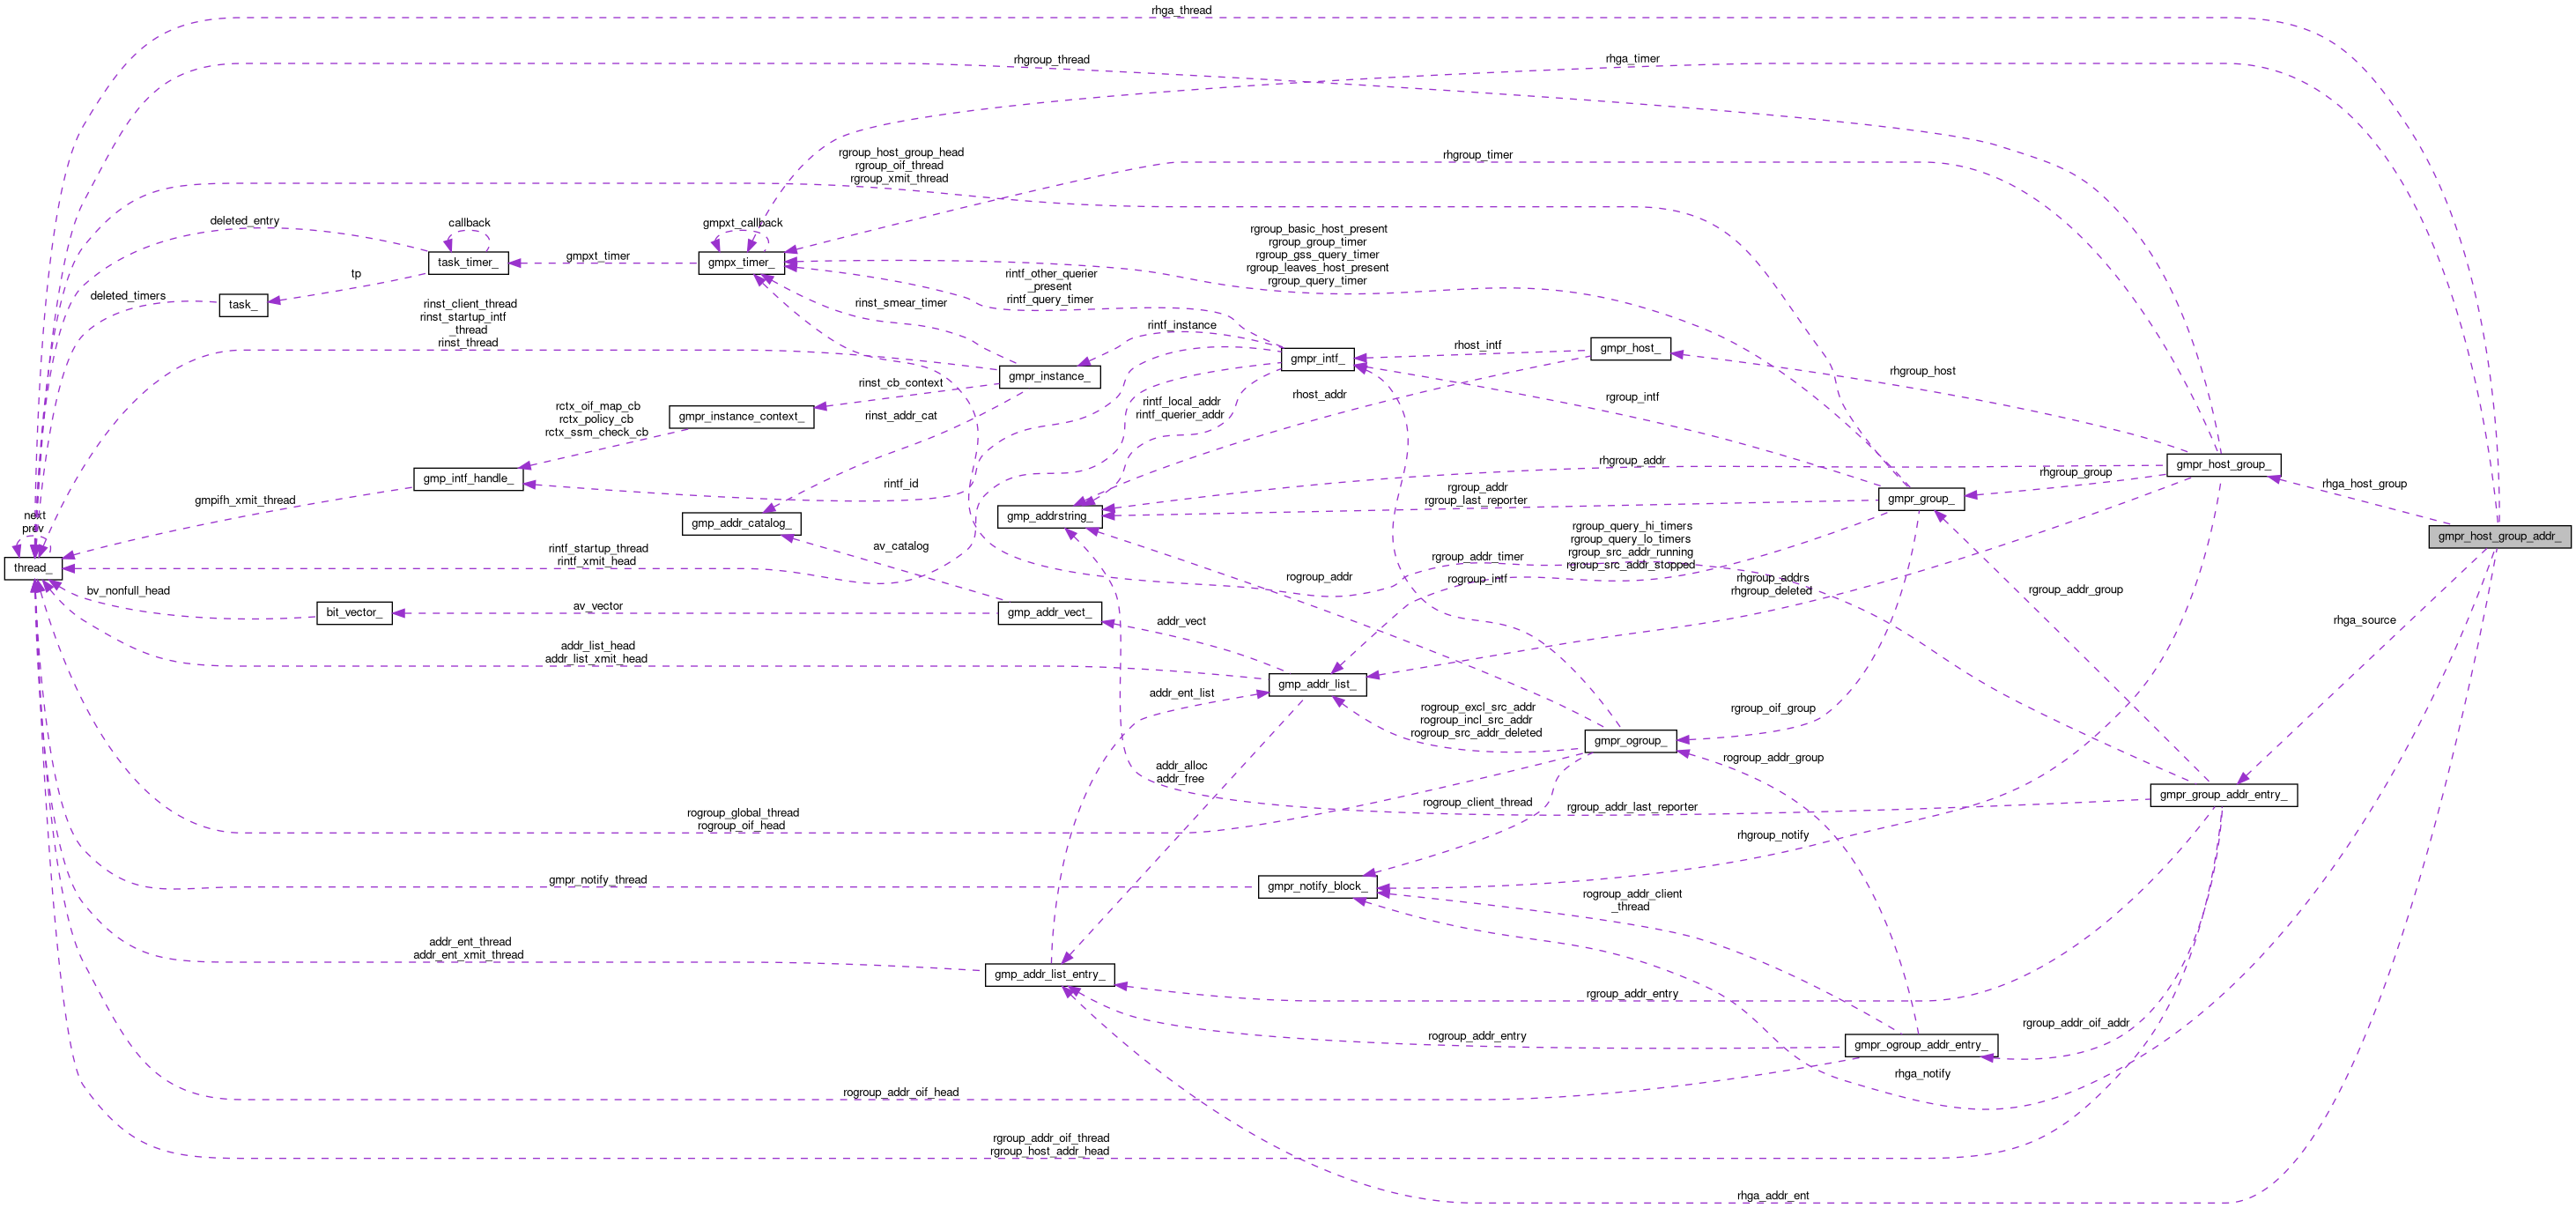 rhga_thread
rhgroup_thread
rhga_timer
rgroup_host_group_head
rgroup_oif_thread
rgroup_xmit_thread
rhgroup_timer
deleted_entry
callback
gmpxt_callback
rgroup_basic_host_present
rgroup_group_timer
rgroup_gss_query_timer
rgroup_leaves_host_present
rgroup_query_timer
task_timer_
gmpxt_timer
gmpx_timer_
tp
rintf_other_querier
_present
rintf_query_timer
deleted_timers
task_
rinst_client_thread
rinst_startup_intf
_thread
rinst_thread
rinst_smear_timer
rintf_instance
gmpr_intf_
rhost_intf
gmpr_host_
rhgroup_host
gmpr_instance_
rinst_cb_context
rhost_addr
rgroup_intf
rctx_oif_map_cb
rctx_policy_cb
rctx_ssm_check_cb
gmpr_instance_context_
rinst_addr_cat
rintf_local_addr
rintf_querier_addr
gmp_intf_handle_
rhgroup_addr
gmpr_host_group_
rhgroup_group
gmpifh_xmit_thread
rintf_id
rgroup_addr
rgroup_last_reporter
gmpr_group_
rhga_host_group
next
prev
gmp_addr_catalog_
gmp_addrstring_
rgroup_query_hi_timers
rgroup_query_lo_timers
rgroup_src_addr_running
rgroup_src_addr_stopped
gmpr_host_group_addr_
thread_
rintf_startup_thread
rintf_xmit_head
av_catalog
rgroup_addr_timer
rogroup_addr
rogroup_intf
rhgroup_addrs
rhgroup_deleted
rgroup_addr_group
bv_nonfull_head
bit_vector_
av_vector
gmp_addr_vect_
addr_vect
rhga_source
addr_list_head
addr_list_xmit_head
gmp_addr_list_
addr_ent_list
rogroup_excl_src_addr
rogroup_incl_src_addr
rogroup_src_addr_deleted
rgroup_oif_group
gmpr_ogroup_
addr_alloc
addr_free
rogroup_addr_group
gmpr_group_addr_entry_
rogroup_global_thread
rogroup_oif_head
rogroup_client_thread
rgroup_addr_last_reporter
rhgroup_notify
gmpr_notify_thread
gmpr_notify_block_
rogroup_addr_client
_thread
addr_ent_thread
addr_ent_xmit_thread
gmp_addr_list_entry_
rgroup_addr_entry
rogroup_addr_entry
rgroup_addr_oif_addr
gmpr_ogroup_addr_entry_
rhga_notify
rogroup_addr_oif_head
rgroup_addr_oif_thread
rgroup_host_addr_head
rhga_addr_ent